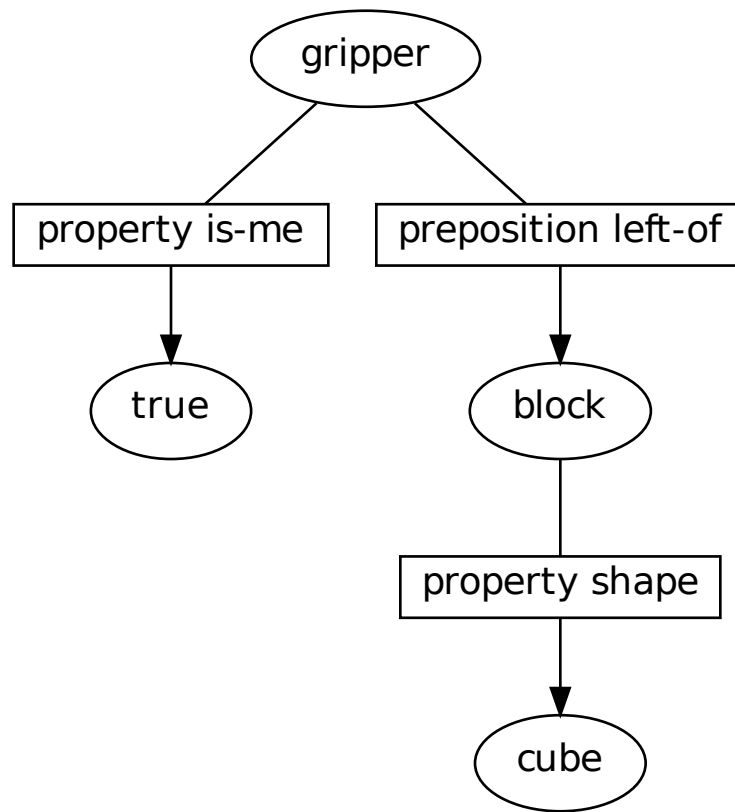 gripper
property is-me
preposition left-of
true
block
property shape
cube